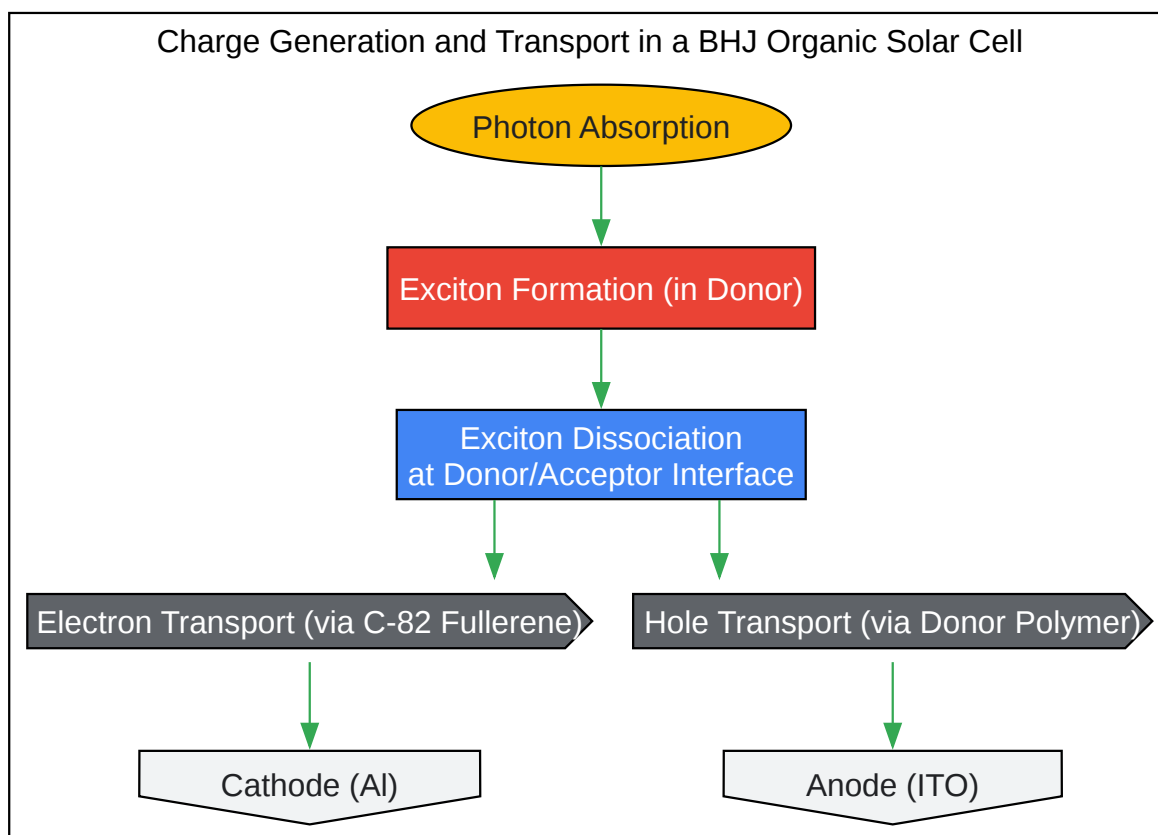 Charge Generation and Transport in a BHJ Organic Solar Cell
Photon Absorption
Exciton Formation (in Donor)
Exciton Dissociation
at Donor/Acceptor Interface
Electron Transport (via C-82 Fullerene)
Hole Transport (via Donor Polymer)
Cathode (Al)
Anode (ITO)